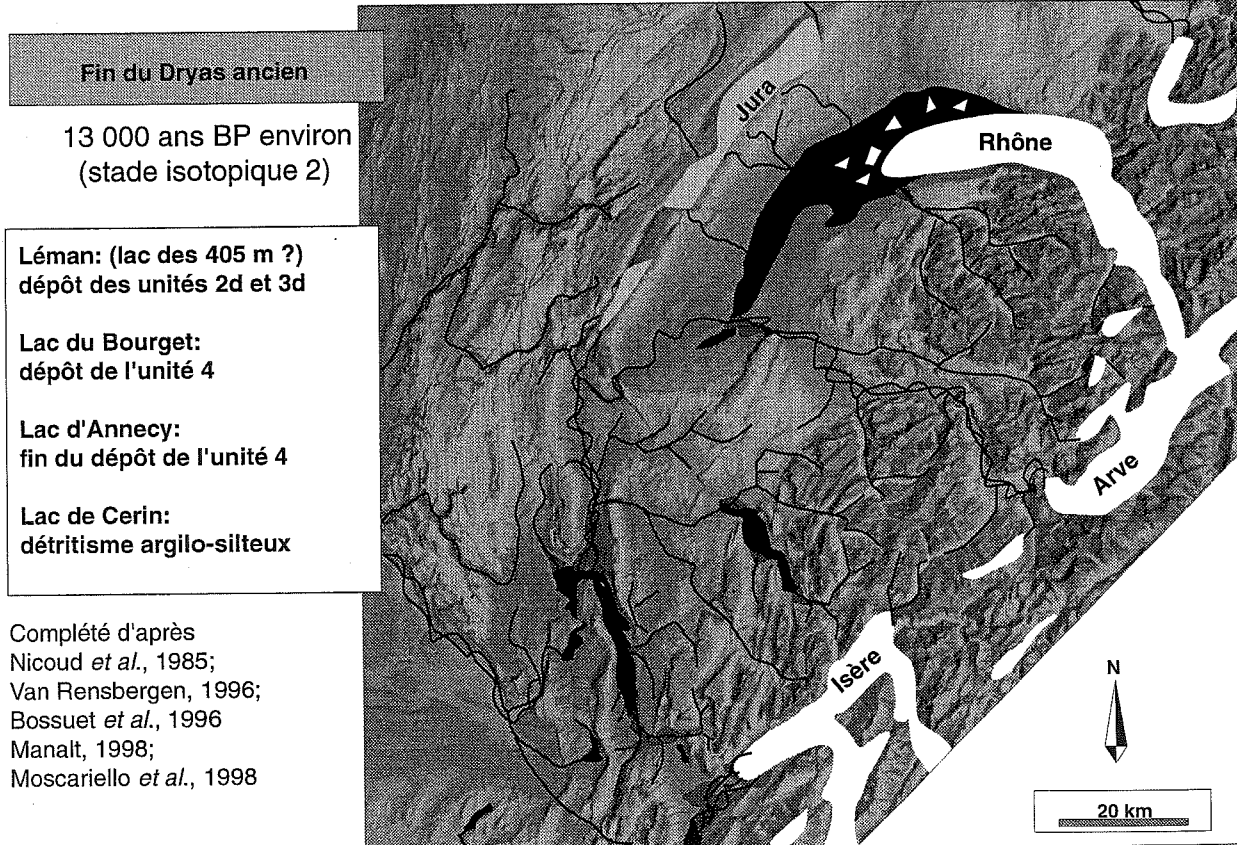 Fin du Dryas ancien
13 000 ans BP environ
(stade isotopique 2)
Léman: (lac des 405 m ?)
dépôt des unités 2d et 3d
Lac du Bourget:
dépôt de l'unité 4
Lac d'Annecy:
fin du dépôt de l'unité 4
Lac de Cerin:
détritisme argilo-silteux
Complété d'après
Nicoud et al., 1985;
Van Rensbergen, 1996;
Bossuet et al., 1996
Manalt, 1998;
Moscariello et al., 1998
Jura
Rhône
Arve
Isère
N
20 km